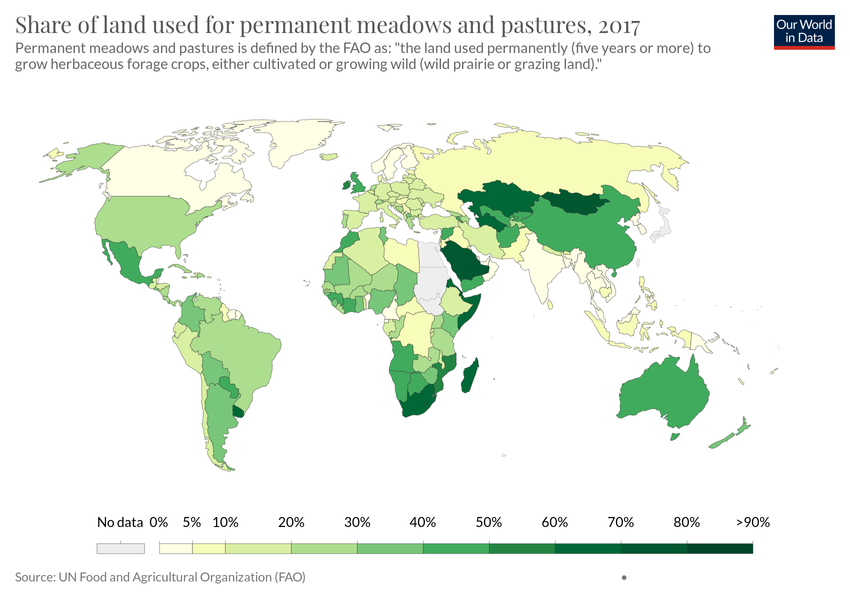 Share of land used for permanent meadows and pastures, 2017
Our World
in Data
Permanent meadows and pastures is defined by the FAO as: "the land used permanently (five years or more) to
grow herbaceous forage crops, either cultivated or growing wild (wild prairie or grazing land)."
No data 0% 5% 10% 20% 30% 40% 50% 60% 70% 80% >90%
Source: UN Food and Agricultural Organization (FAO)